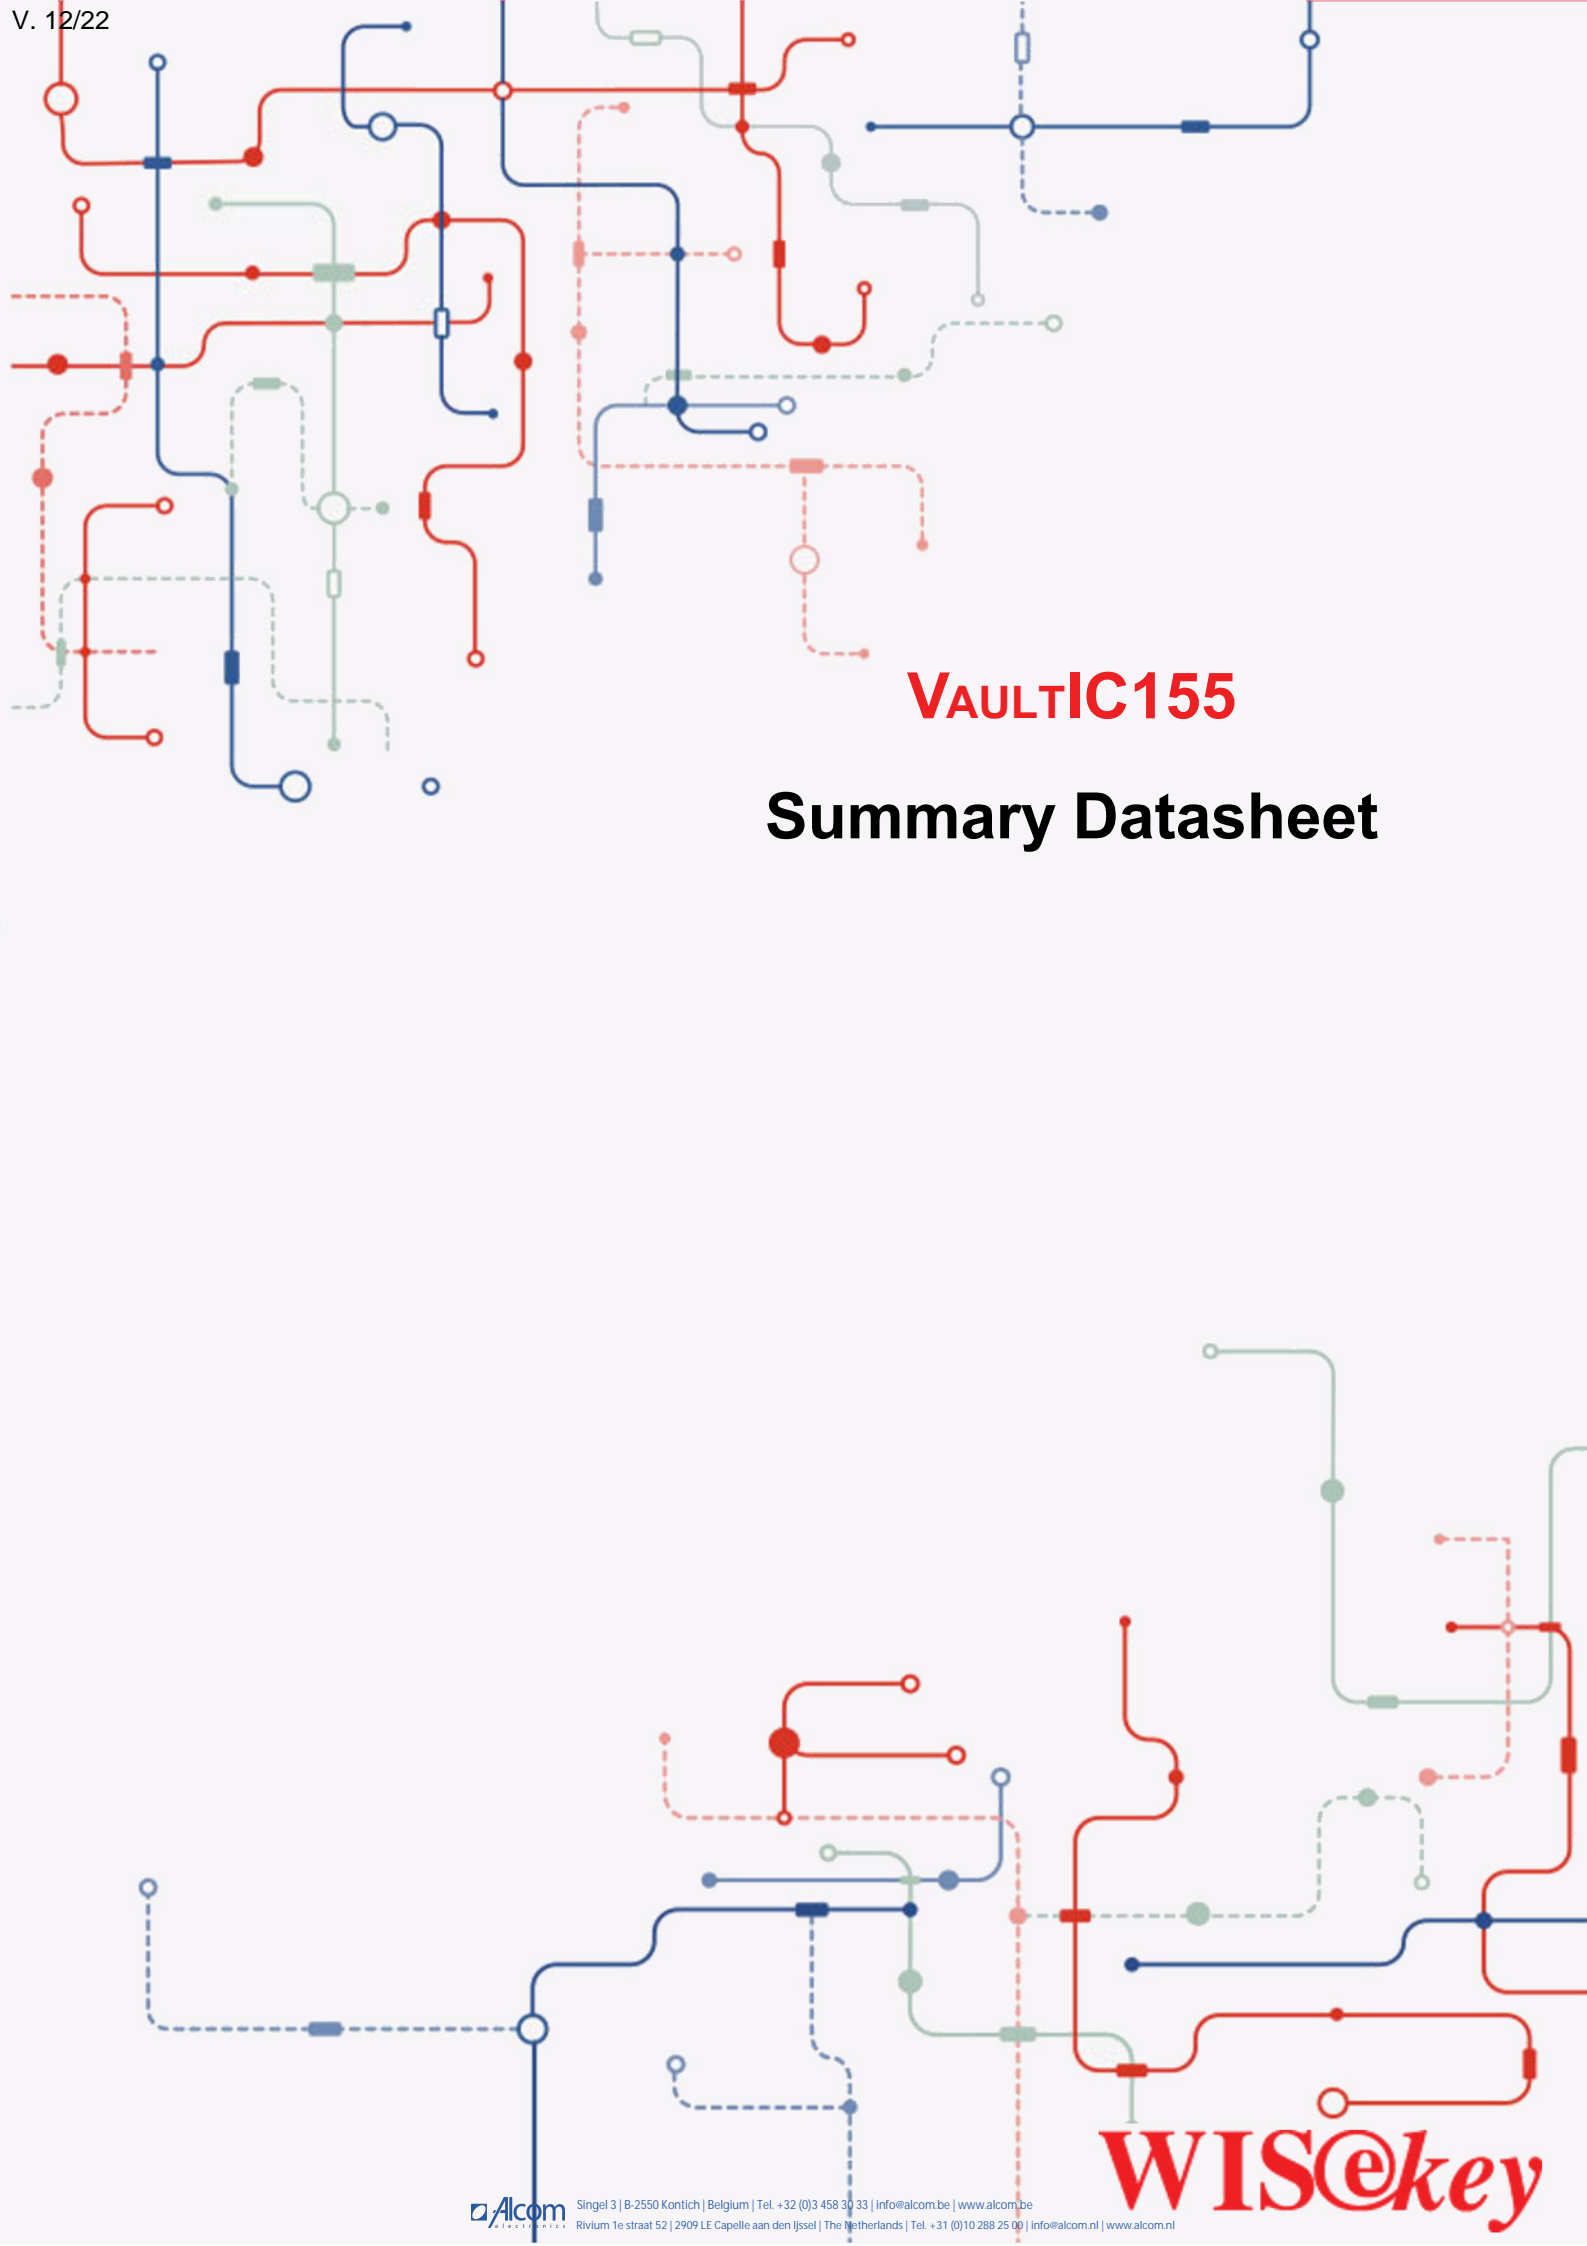 V. 12/22
VAULTIC155
Summary Datasheet
WISekey
Alcom
electronics
Singel 3 | B-2550 Kontich | Belgium | Tel. +32 (0)3 458 30 33 | info@alcom.be | www.alcom.be
Rivium 1e straat 52 | 2909 LE Capelle aan den Ijssel | The Netherlands | Tel. +31 (0)10 288 25 00 | info@alcom.nl | www.alcom.nl